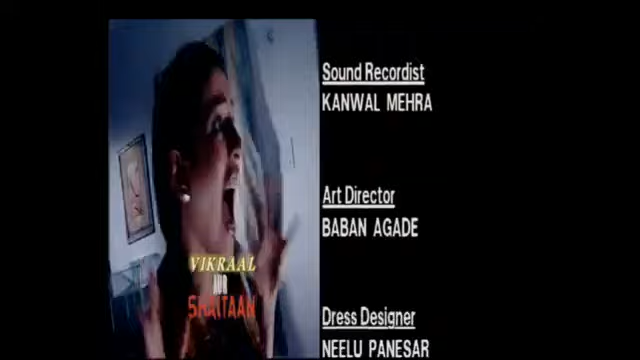 VIKRAAL
AUR
SHAITAAN
Sound Recordist
KANWAL MEHRA
Art Director
BABAN AGADE
Dress Designer
NEELU PANESAR